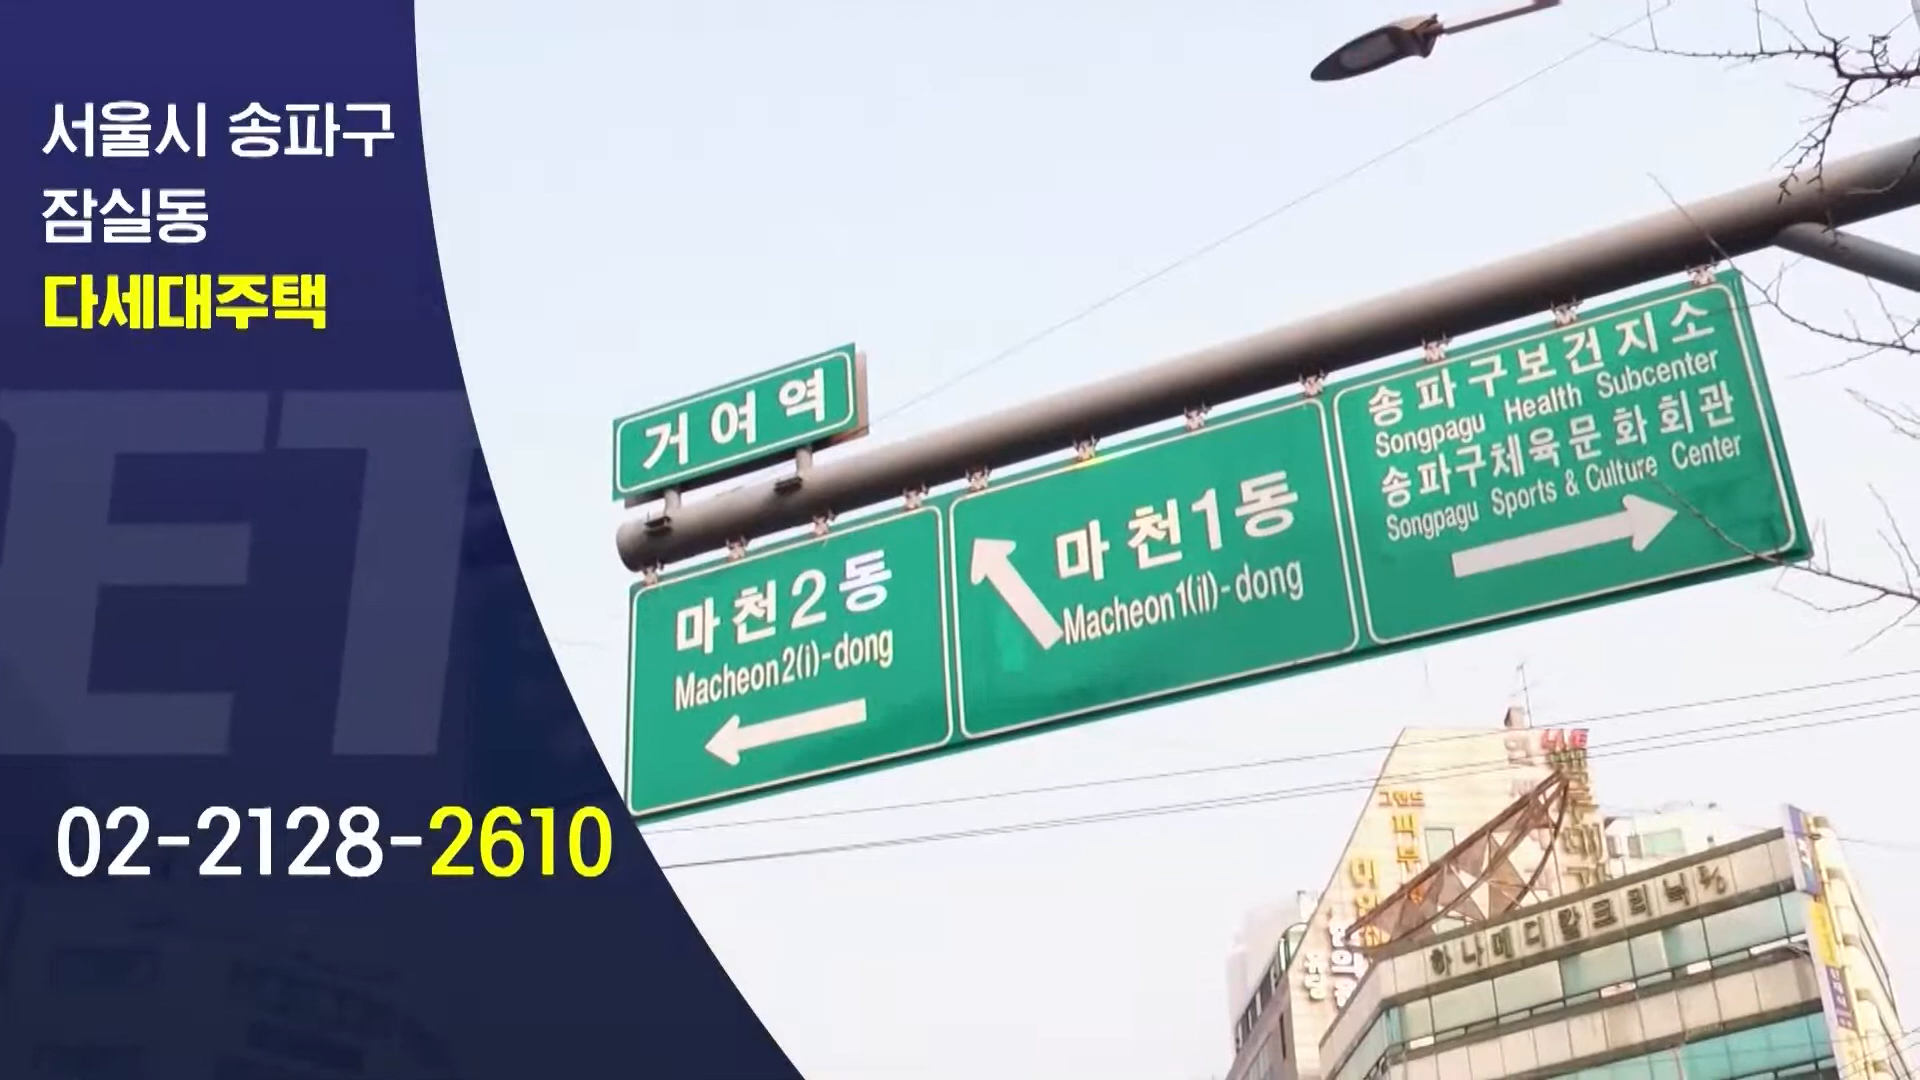 서울시 송파구
잠실동
다세대주택
ET
02-2128-2610
거여역
마천2동
Macheon2(i)-dong
마천1동
Macheon1(il)-dong
송파구보건지소
Songpagu Health Subcenter
송파구체육문화회관
Songpagu Sports & Culture Center
하나메디칼크리닉